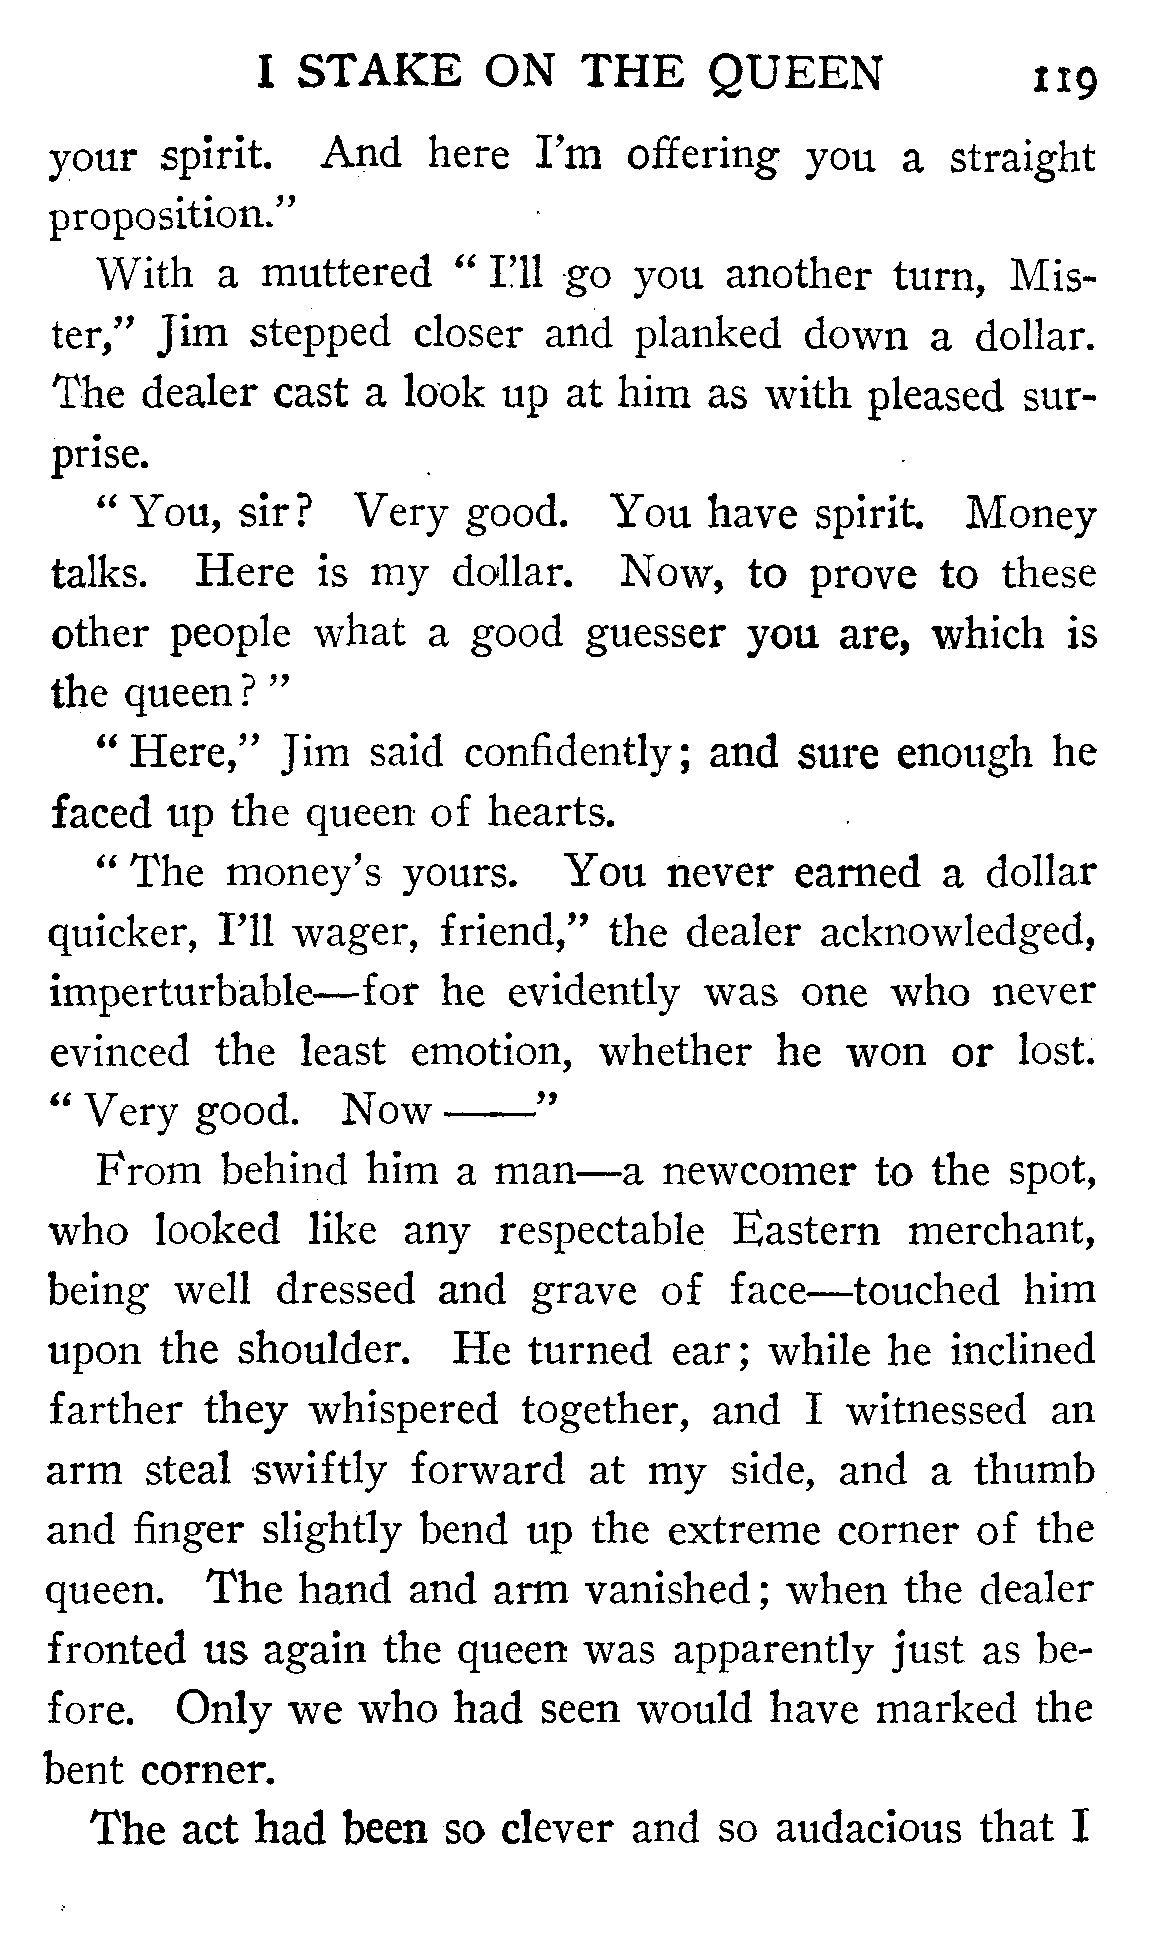 I STAKE ON THE QUEEN 119
your spirit. And here I'm offering you a straight
proposition."
With a muttered " I'll go you another turn, Mis-
ter," Jim stepped closer and planked down a dollar.
The dealer cast a look up at him as with pleased sur-
prise.
" You, sir? Very good. You have spirit. Money
talks. Here is my dollar. Now, to prove to these
other people what a good guesser you are, which is
the queen? "
" Here," Jim said confidently; and sure enough he
faced up the queen of hearts.
" The money's yours. You never earned a dollar
quicker, I'll wager, friend," the dealer acknowledged,
imperturbable—for he evidently was one who never
evinced the least emotion, whether he won or lost.
" Very good. Now ——"
From behind him a man—a newcomer to the spot,
who looked like any respectable Eastern merchant,
being well dressed and grave of face—touched him
upon the shoulder. He turned ear; while he inclined
farther they whispered together, and I witnessed an
arm steal swiftly forward at my side, and a thumb
and finger slightly bend up the extreme corner of the
queen. The hand and arm vanished; when the dealer
fronted us again the queen was apparently just as be-
fore. Only we who had seen would have marked the
bent corner.
The act had been so clever and so audacious that I